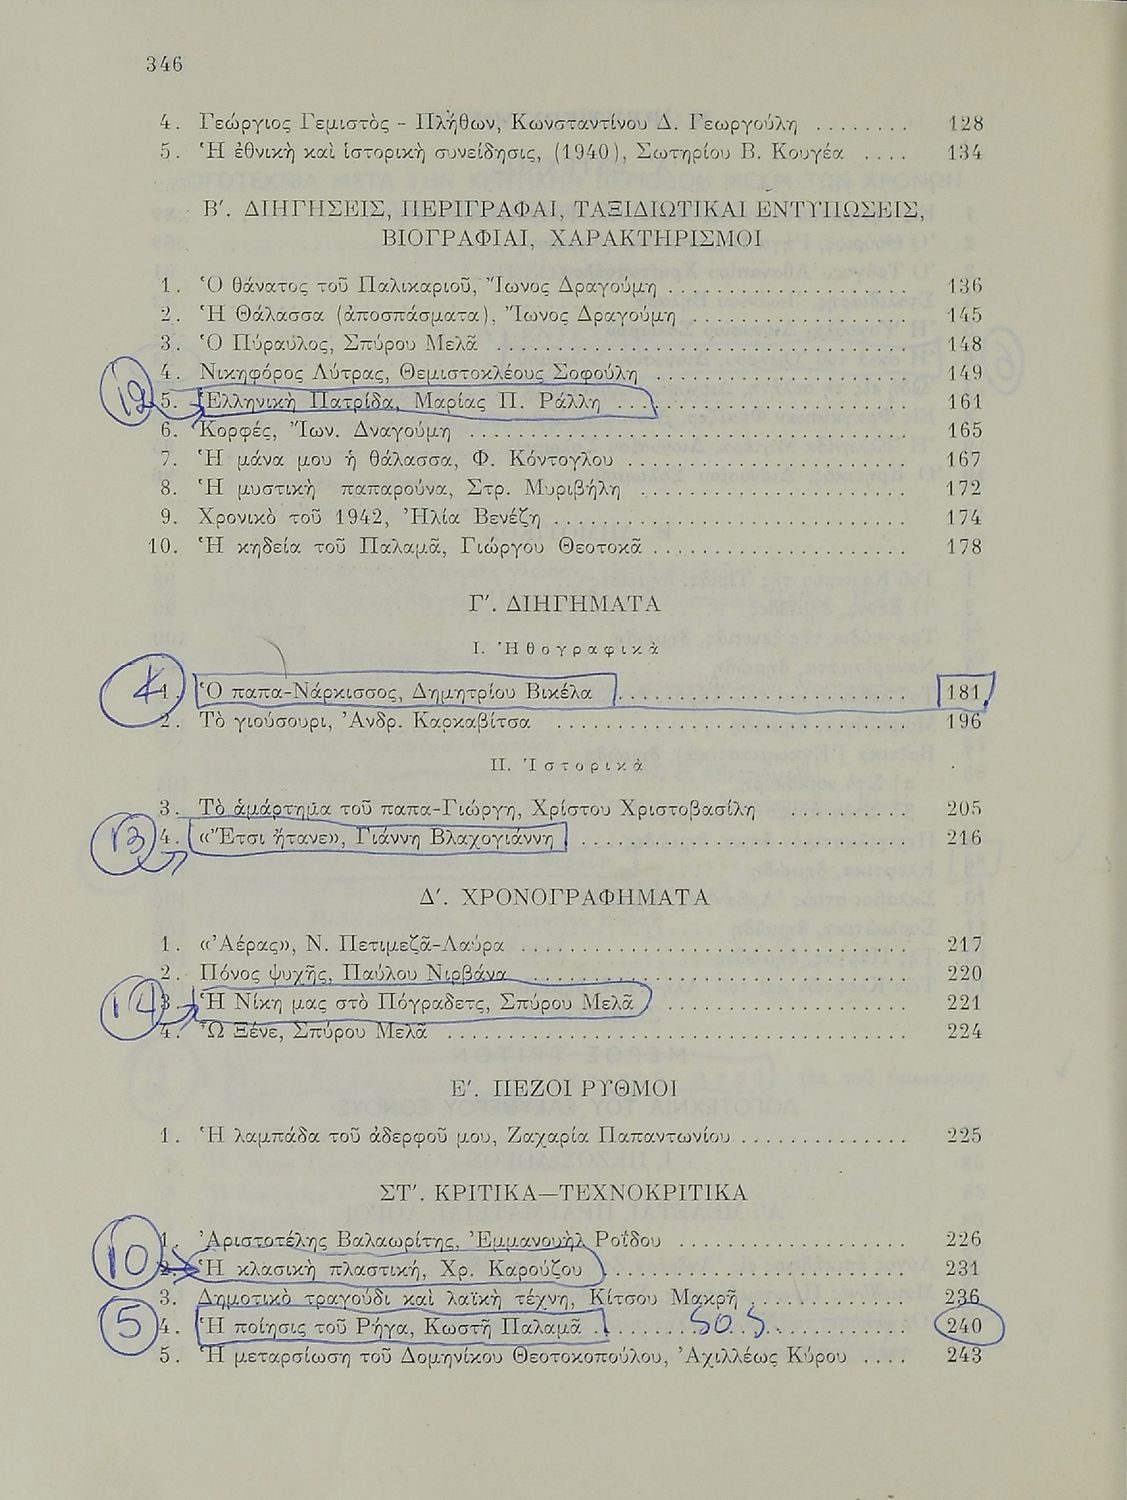 346
4. Γεώργιος Γεμιστὸς - Πλήθων, Κωνσταντίνου Δ. Γεωργούλη ........ 128
5. Ἡ ἐθνικὴ καὶ ἱστορικὴ συνείδησις, (1940), Σωτηρίου Β. Κουγέα .... 134
Β΄. ΔΙΗΓΗΣΕΙΣ, ΠΕΡΙΓΡΑΦΑΙ, ΤΑΞΙΔΙΩΤΙΚΑΙ ΕΝΤΥΠΩΣΕΙΣ,
ΒΙΟΓΡΑΦΙΑΙ, ΧΑΡΑΚΤΗΡΙΣΜΟΙ
1. Ὁ θάνατος τοῦ Παλικαριοῦ, Ἴωνος Δραγούμη .................. 136
2. Ἡ Θάλασσα (ἀποσπάσματα), Ἴωνος Δραγούμη ................ 145
3. Ὁ Πύραυλος, Σπύρου Μελᾶ .............................. 148
4. Νικηφόρος Λύτρας, Θεμιστοκλέους Σοφούλη .................. 149
12 5. Ἑλληνικὴ Πατρίδα, Μαρίας Π. Ράλλη ..................... 161
6. Κορφές, Ἴων. Δναγούμη ................................ 165
7. Ἡ μάνα μου ἡ θάλασσα, Φ. Κόντογλου .................... 167
8. Ἡ μυστικὴ παπαρούνα, Στρ. Μυριβήλη ................... 172
9. Χρονικὸ τοῦ 1942, Ἠλία Βενέζη .......................... 174
10. Ἡ κηδεία τοῦ Παλαμᾶ, Γιώργου Θεοτοκᾶ .................. 178
Γ΄. ΔΙΗΓΗΜΑΤΑ
Ι. Ἠθογραφικὰ
1. Ὁ παπα-Νάρκισσος, Δημητρίου Βικέλα ..................... 181
2. Τὸ γιούσουρι, Ἀνδρ. Καρκαβίτσα ......................... 196
ΙΙ. Ἱστορικὰ
3. Τὸ ἁμάρτημα τοῦ παπα-Γιώργη, Χρίστου Χριστοβασίλη .......... 205
13 4. «Ἔτσι ἤτανε», Γιάννη Βλαχογιάννη ....................... 216
Δ΄. ΧΡΟΝΟΓΡΑΦΗΜΑΤΑ
1. «Ἀέρας», Ν. Πετιμεζᾶ-Λαύρα ............................ 217
2. Πόνος ψυχῆς, Παύλου Νιρβάνα ........................... 220
14 3. Ἡ Νίκη μας στὸ Πόγραδετς, Σπύρου Μελᾶ .................. 221
4. Ὦ Ξένε, Σπύρου Μελᾶ ................................. 224
Ε΄. ΠΕΖΟΙ ΡΥΘΜΟΙ
1. Ἡ λαμπάδα τοῦ ἀδερφοῦ μου, Ζαχαρία Παπαντωνίου .............. 225
ΣΤ΄. ΚΡΙΤΙΚΑ—ΤΕΧΝΟΚΡΙΤΙΚΑ
1. Ἀριστοτέλης Βαλαωρίτης, Ἐμμανουὴλ Ροΐδου ................. 226
10 2. Ἡ κλασικὴ πλαστική, Χρ. Καρούζου ...................... 231
3. Δημοτικὸ τραγούδι καὶ λαϊκὴ τέχνη, Κίτσου Μακρῆ ............. 236
5 4. Ἡ ποίησις τοῦ Ρήγα, Κωστῆ Παλαμᾶ ........ SOS ........ 240
5. Ἡ μεταρσίωση τοῦ Δομηνίκου Θεοτοκοπούλου, Ἀχιλλέως Κύρου .... 243